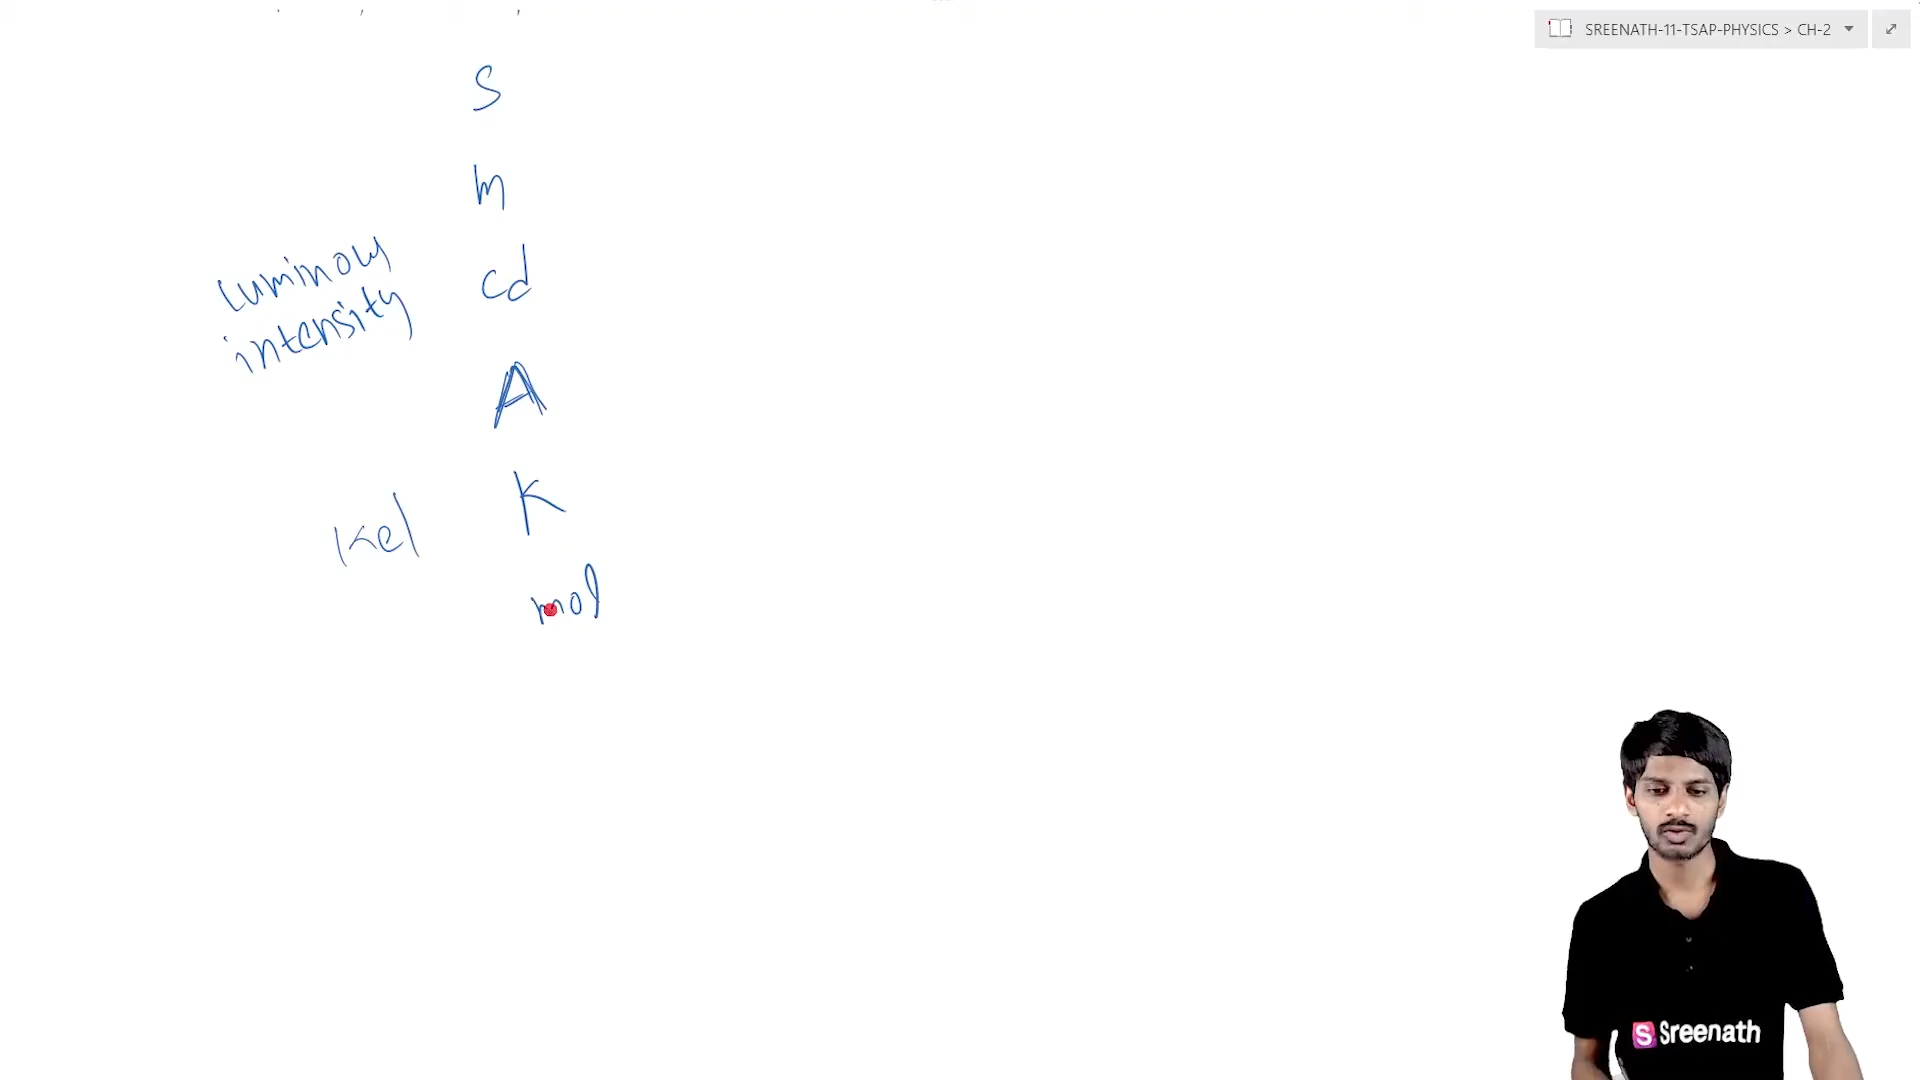 SREENATH-11-TSAP-PHYSICS > CH-2
S
m
luminous
intensity
cd
A
K
Kel
mol
S Sreenath